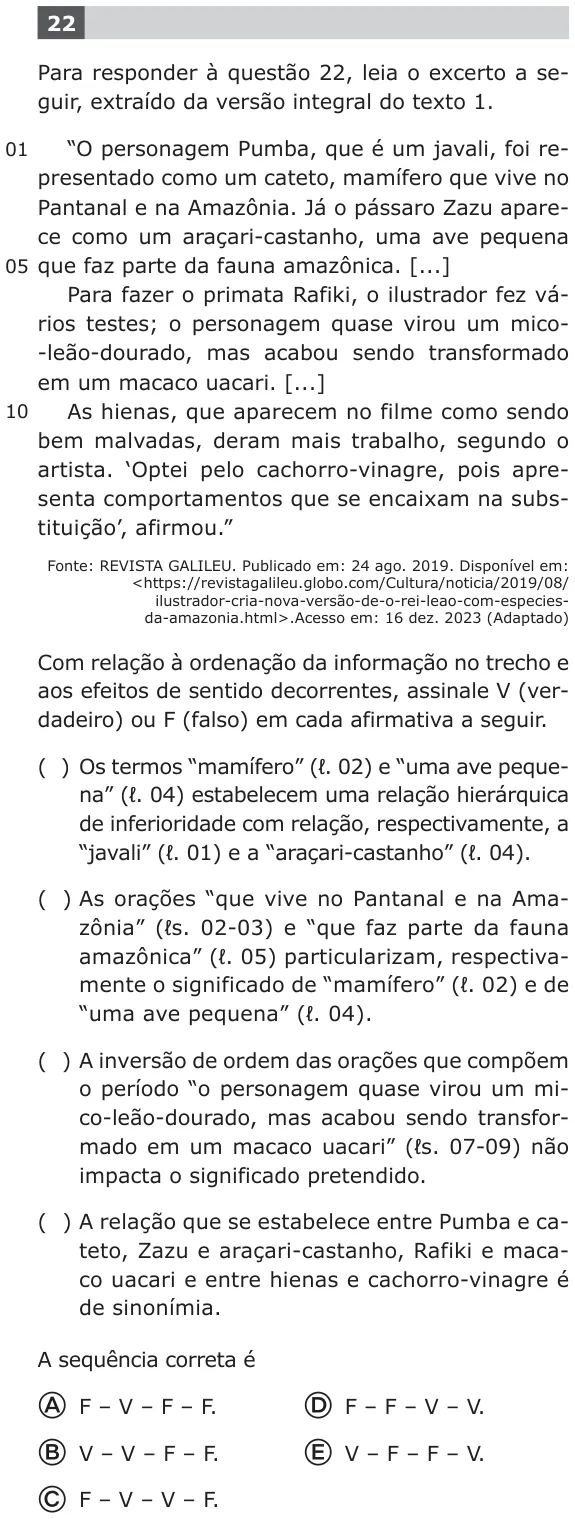 22
Para responder à questão 22, leia o excerto a se-
guir, extraído da versão integral do texto 1.
01 “O personagem Pumba, que é um javali, foi re-
presentado como um cateto, mamífero que vive no
Pantanal e na Amazônia. Já o pássaro Zazu apare-
ce como um araçari-castanho, uma ave pequena
05 que faz parte da fauna amazônica. [...]
Para fazer o primata Rafiki, o ilustrador fez vá-
rios testes; o personagem quase virou um mico-
-leão-dourado, mas acabou sendo transformado
em um macaco uacari. [...]
10 As hienas, que aparecem no filme como sendo
bem malvadas, deram mais trabalho, segundo o
artista. ‘Optei pelo cachorro-vinagre, pois apre-
senta comportamentos que se encaixam na subs-
tituição’, afirmou.”
Fonte: REVISTA GALILEU. Publicado em: 24 ago. 2019. Disponível em:
<https://revistagalileu.globo.com/Cultura/noticia/2019/08/
ilustrador-cria-nova-versão-de-o-rei-leao-com-especies-
da-amazonia.html>.Acesso em: 16 dez. 2023 (Adaptado)
Com relação à ordenação da informação no trecho e
aos efeitos de sentido decorrentes, assinale V (ver-
dadeiro) ou F (falso) em cada afirmativa a seguir.
( ) Os termos “mamífero” (ℓ. 02) e “uma ave peque-
na” (ℓ. 04) estabelecem uma relação hierárquica
de inferioridade com relação, respectivamente, a
“javali” (ℓ. 01) e a “araçari-castanho” (ℓ. 04).
( ) As orações “que vive no Pantanal e na Ama-
zônia” (ℓs. 02-03) e “que faz parte da fauna
amazônica” (ℓ. 05) particularizam, respectiva-
mente o significado de “mamífero” (ℓ. 02) e de
“uma ave pequena” (ℓ. 04).
( ) A inversão de ordem das orações que compõem
o período “o personagem quase virou um mi-
co-leão-dourado, mas acabou sendo transfor-
mado em um macaco uacari” (ℓs. 07-09) não
impacta o significado pretendido.
( ) A relação que se estabelece entre Pumba e ca-
teto, Zazu e araçari-castanho, Rafiki e maca-
co uacari e entre hienas e cachorro-vinagre é
de sinonímia.
A sequência correta é
A F – V – F – F.
B V – V – F – F.
C F – V – V – F.
D F – F – V – V.
E V – F – F – V.